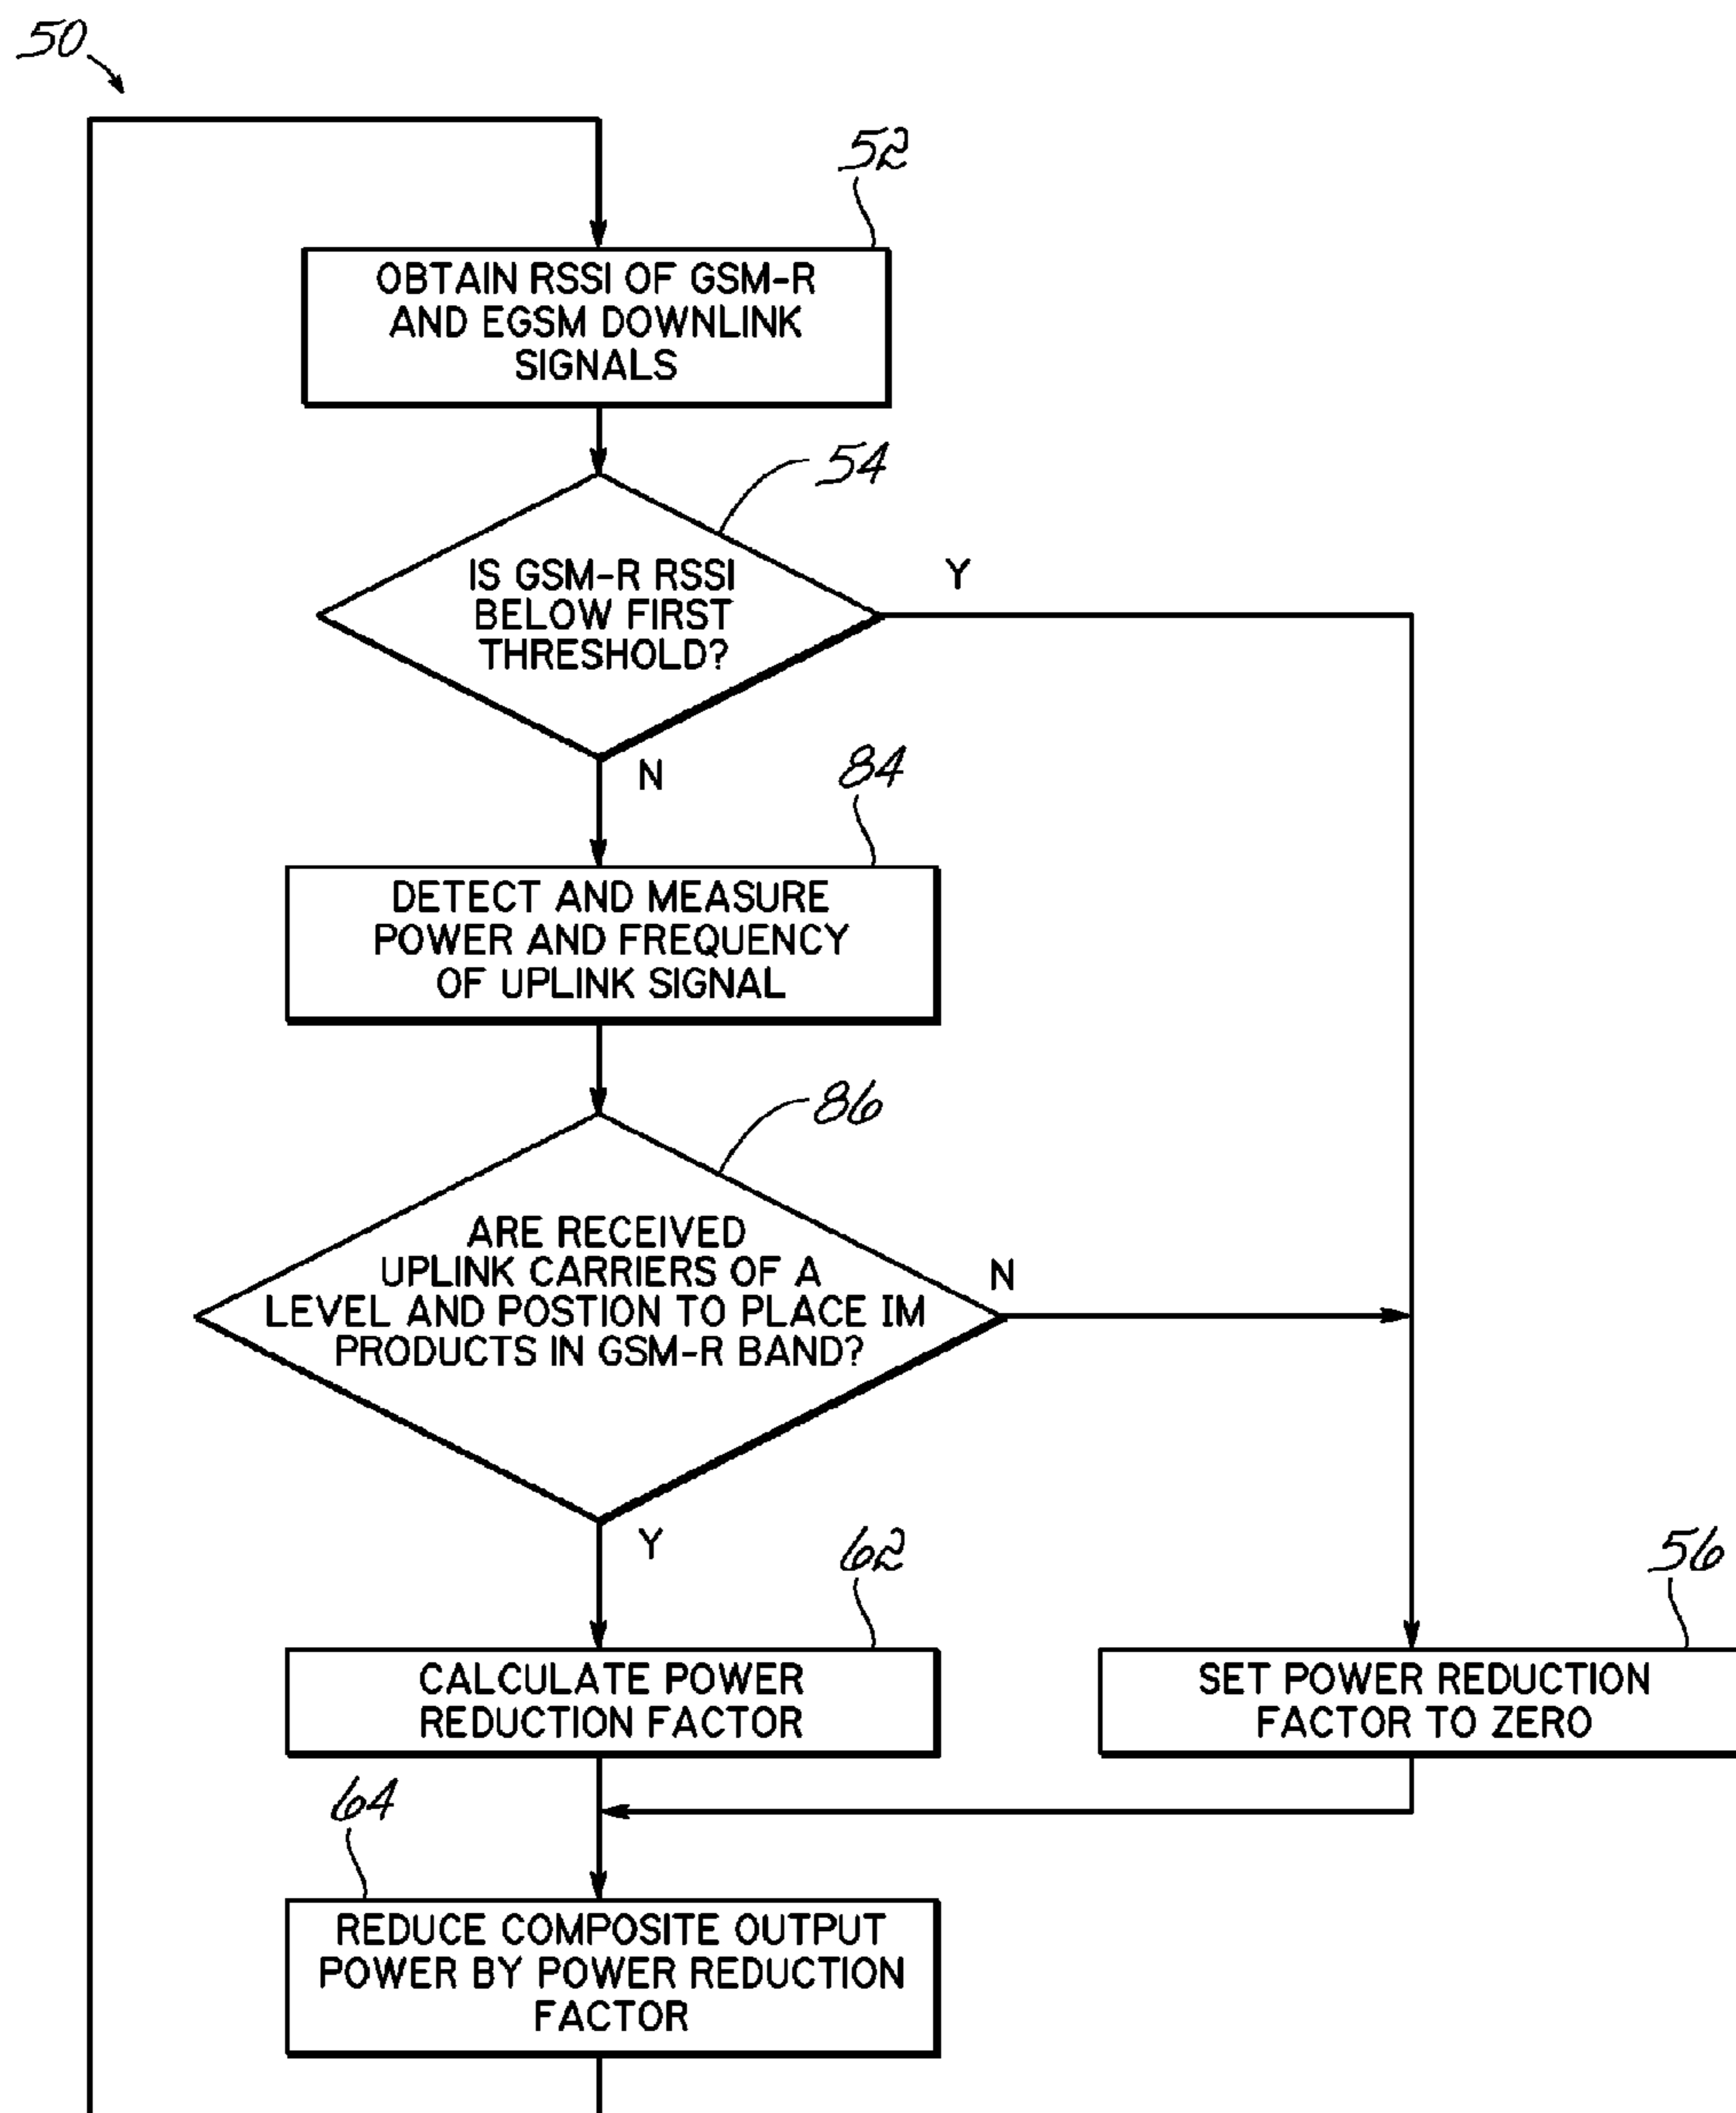 50
52
OBTAIN RSSI OF GSM-R
AND EGSM DOWNLINK
SIGNALS
54
IS GSM-R RSSI
BELOW FIRST
THRESHOLD?
Y
N
84
DETECT AND MEASURE
POWER AND FREQUENCY
OF UPLINK SIGNAL
86
ARE RECEIVED
UPLINK CARRIERS OF A
LEVEL AND POSTION TO PLACE IM
PRODUCTS IN GSM-R BAND?
N
Y
62
CALCULATE POWER
REDUCTION FACTOR
56
SET POWER REDUCTION
FACTOR TO ZERO
64
REDUCE COMPOSITE OUTPUT
POWER BY POWER REDUCTION
FACTOR